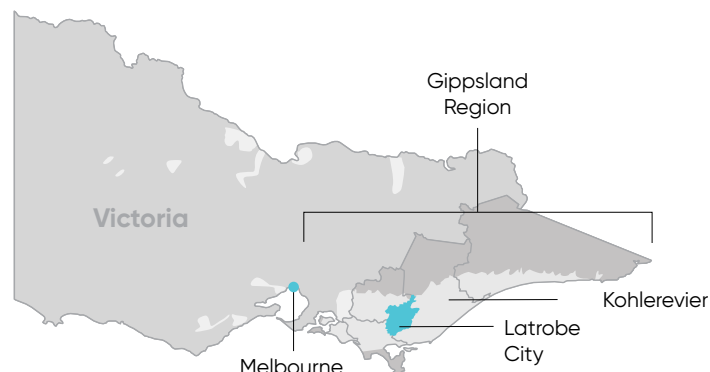 Gippsland
Region
Victoria
Kohlerevier
Latrobe
City
Melbourne